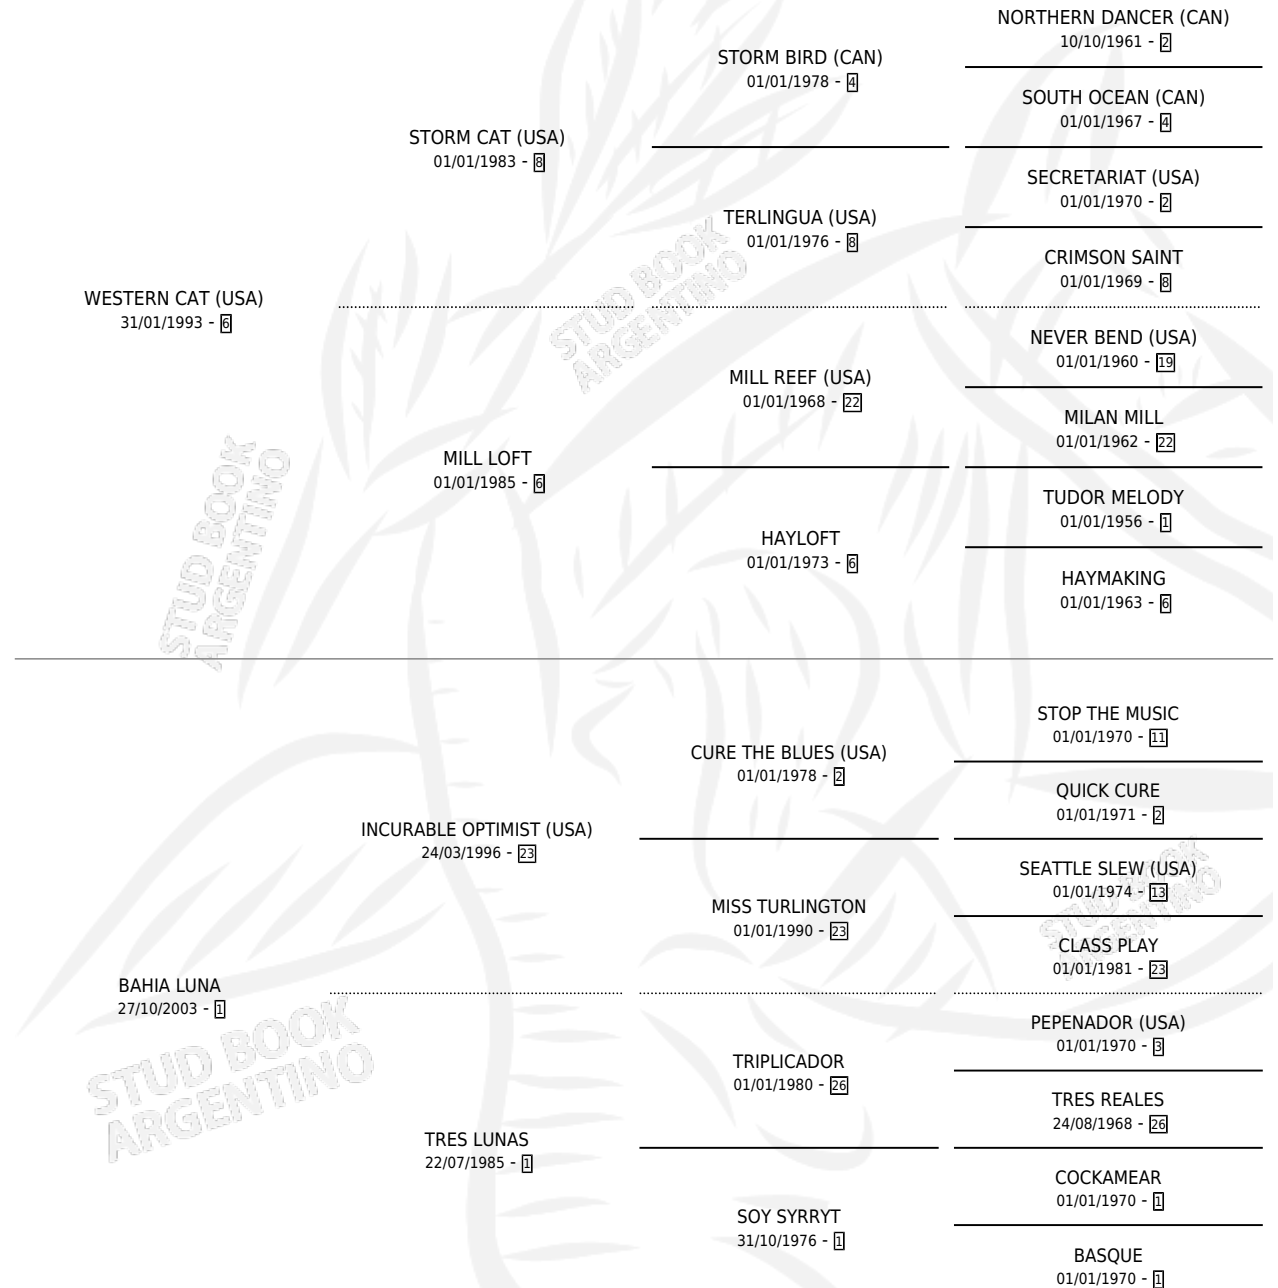 NORTHERN DANCER (CAN)
10/10/1961 - 2
STORM BIRD (CAN)
01/01/1978 - 4
SOUTH OCEAN (CAN)
01/01/1967 - 4
STORM CAT (USA)
01/01/1983 - 8
SECRETARIAT (USA)
01/01/1970 - 2
TERLINGUA (USA)
01/01/1976 - 8
CRIMSON SAINT
01/01/1969 - 8
WESTERN CAT (USA)
31/01/1993 - 6
NEVER BEND (USA)
01/01/1960 - 19
MILL REEF (USA)
01/01/1968 - 22
MILAN MILL
01/01/1962 - 22
MILL LOFT
01/01/1985 - 6
TUDOR MELODY
01/01/1956 - 1
HAYLOFT
01/01/1973 - 6
HAYMAKING
01/01/1963 - 6
STOP THE MUSIC
01/01/1970 - 11
CURE THE BLUES (USA)
01/01/1978 - 2
QUICK CURE
01/01/1971 - 2
INCURABLE OPTIMIST (USA)
24/03/1996 - 23
SEATTLE SLEW (USA)
01/01/1974 - 13
MISS TURLINGTON
01/01/1990 - 23
CLASS PLAY
01/01/1981 - 23
BAHIA LUNA
27/10/2003 - 1
PEPENADOR (USA)
01/01/1970 - 3
TRIPLICADOR
01/01/1980 - 26
TRES REALES
24/08/1968 - 26
TRES LUNAS
22/07/1985 - 1
COCKAMEAR
01/01/1970 - 1
SOY SYRRYT
31/10/1976 - 1
BASQUE
01/01/1970 - 1
STUD BOOK
ARGENTINO
STUD BOOK
ARGENTINO
STUD BOOK
ARGENTINO
STUD BOOK
ARGENTINO